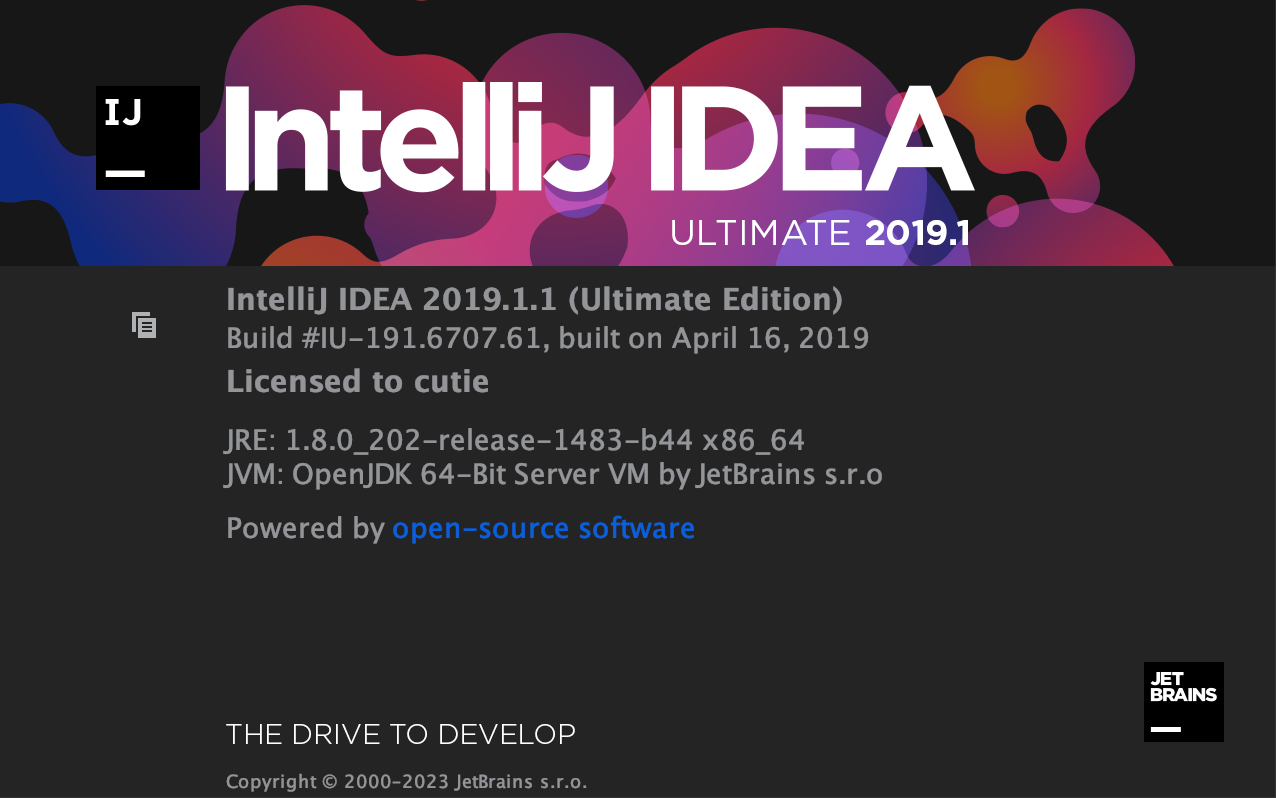 IJ
IntelliJ IDEA
ULTIMATE 2019.1
IntelliJ IDEA 2019.1.1 (Ultimate Edition)
Build #IU-191.6707.61, built on April 16, 2019
Licensed to cutie
JRE: 1.8.0_202-release-1483-b44 x86_64
JVM: OpenJDK 64-Bit Server VM by JetBrains s.r.o
Powered by open-source software
JET
BRAINS
THE DRIVE TO DEVELOP
Copyright © 2000-2023 JetBrains s.r.o.